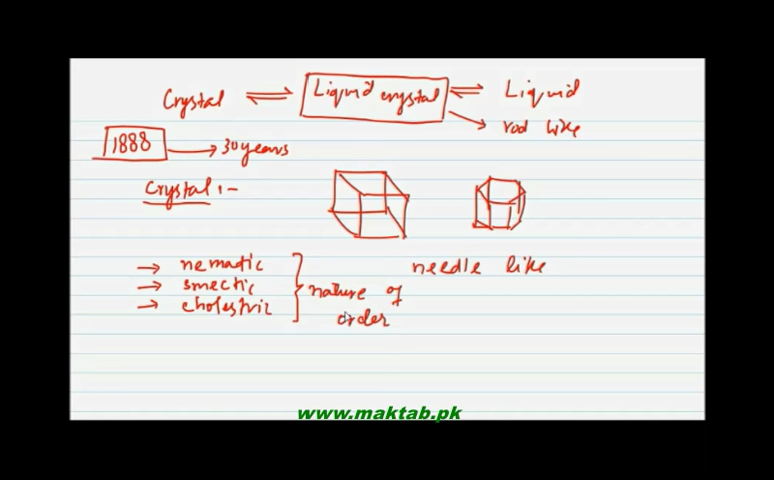 Crystal ⇌ Liquid crystal ⇌ Liquid
rod like
1888 → 30 years
Crystal :-
→ nematic
→ smectic
→ cholestric
nature of
order
needle like
www.maktab.pk